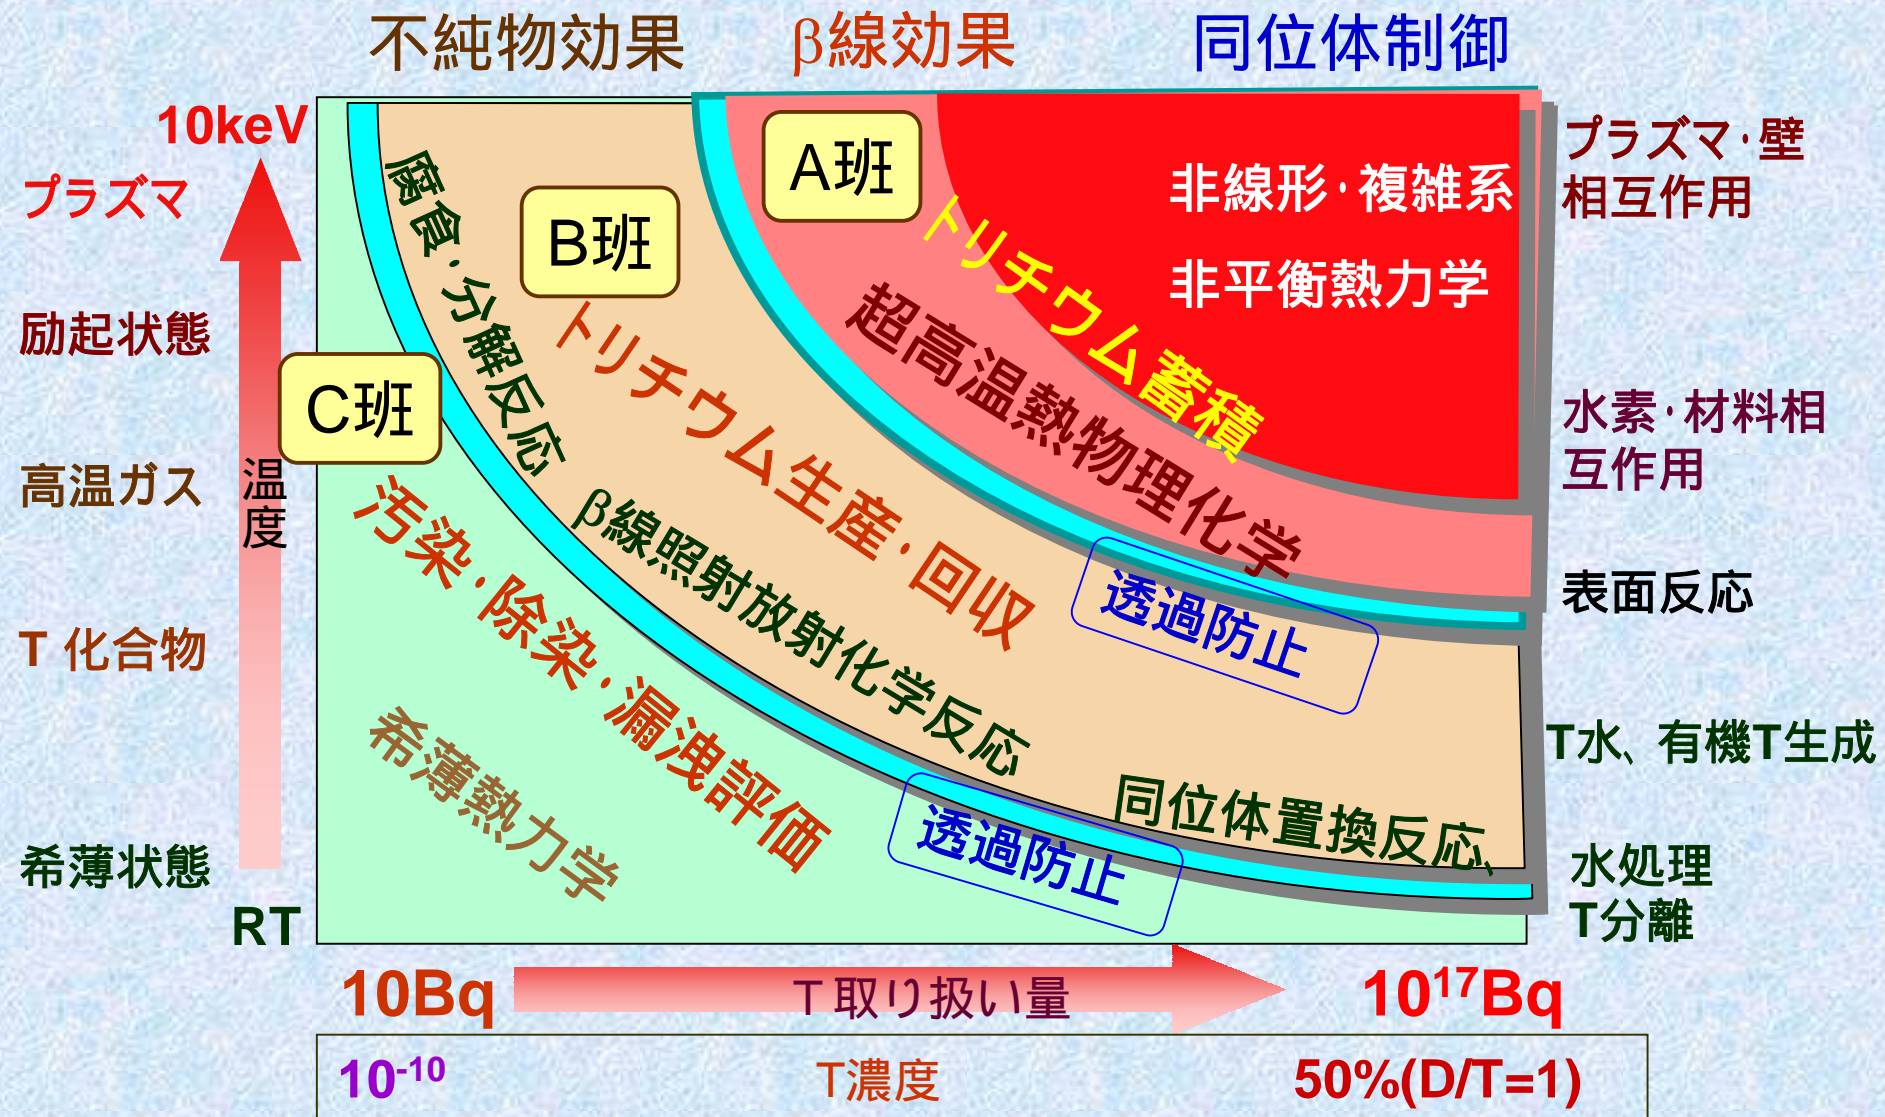 不純物効果
β線効果
同位体制御
10keV
プラズマ
励起状態
高温ガス
T 化合物
希薄状態
RT
温度
A班
B班
C班
非線形・複雑系
非平衡熱力学
トリチウム蓄積
超高温熱物理化学
腐食・分解反応
トリチウム生産・回収
β線照射放射化学反応
透過防止
同位体置換反応、
汚染・除染・漏洩評価
希薄熱力学
透過防止
プラズマ・壁
相互作用
水素・材料相
互作用
表面反応
T水、有機T生成
水処理
T分離
10Bq
T 取り扱い量
10¹⁷Bq
10⁻¹⁰
T濃度
50%(D/T=1)